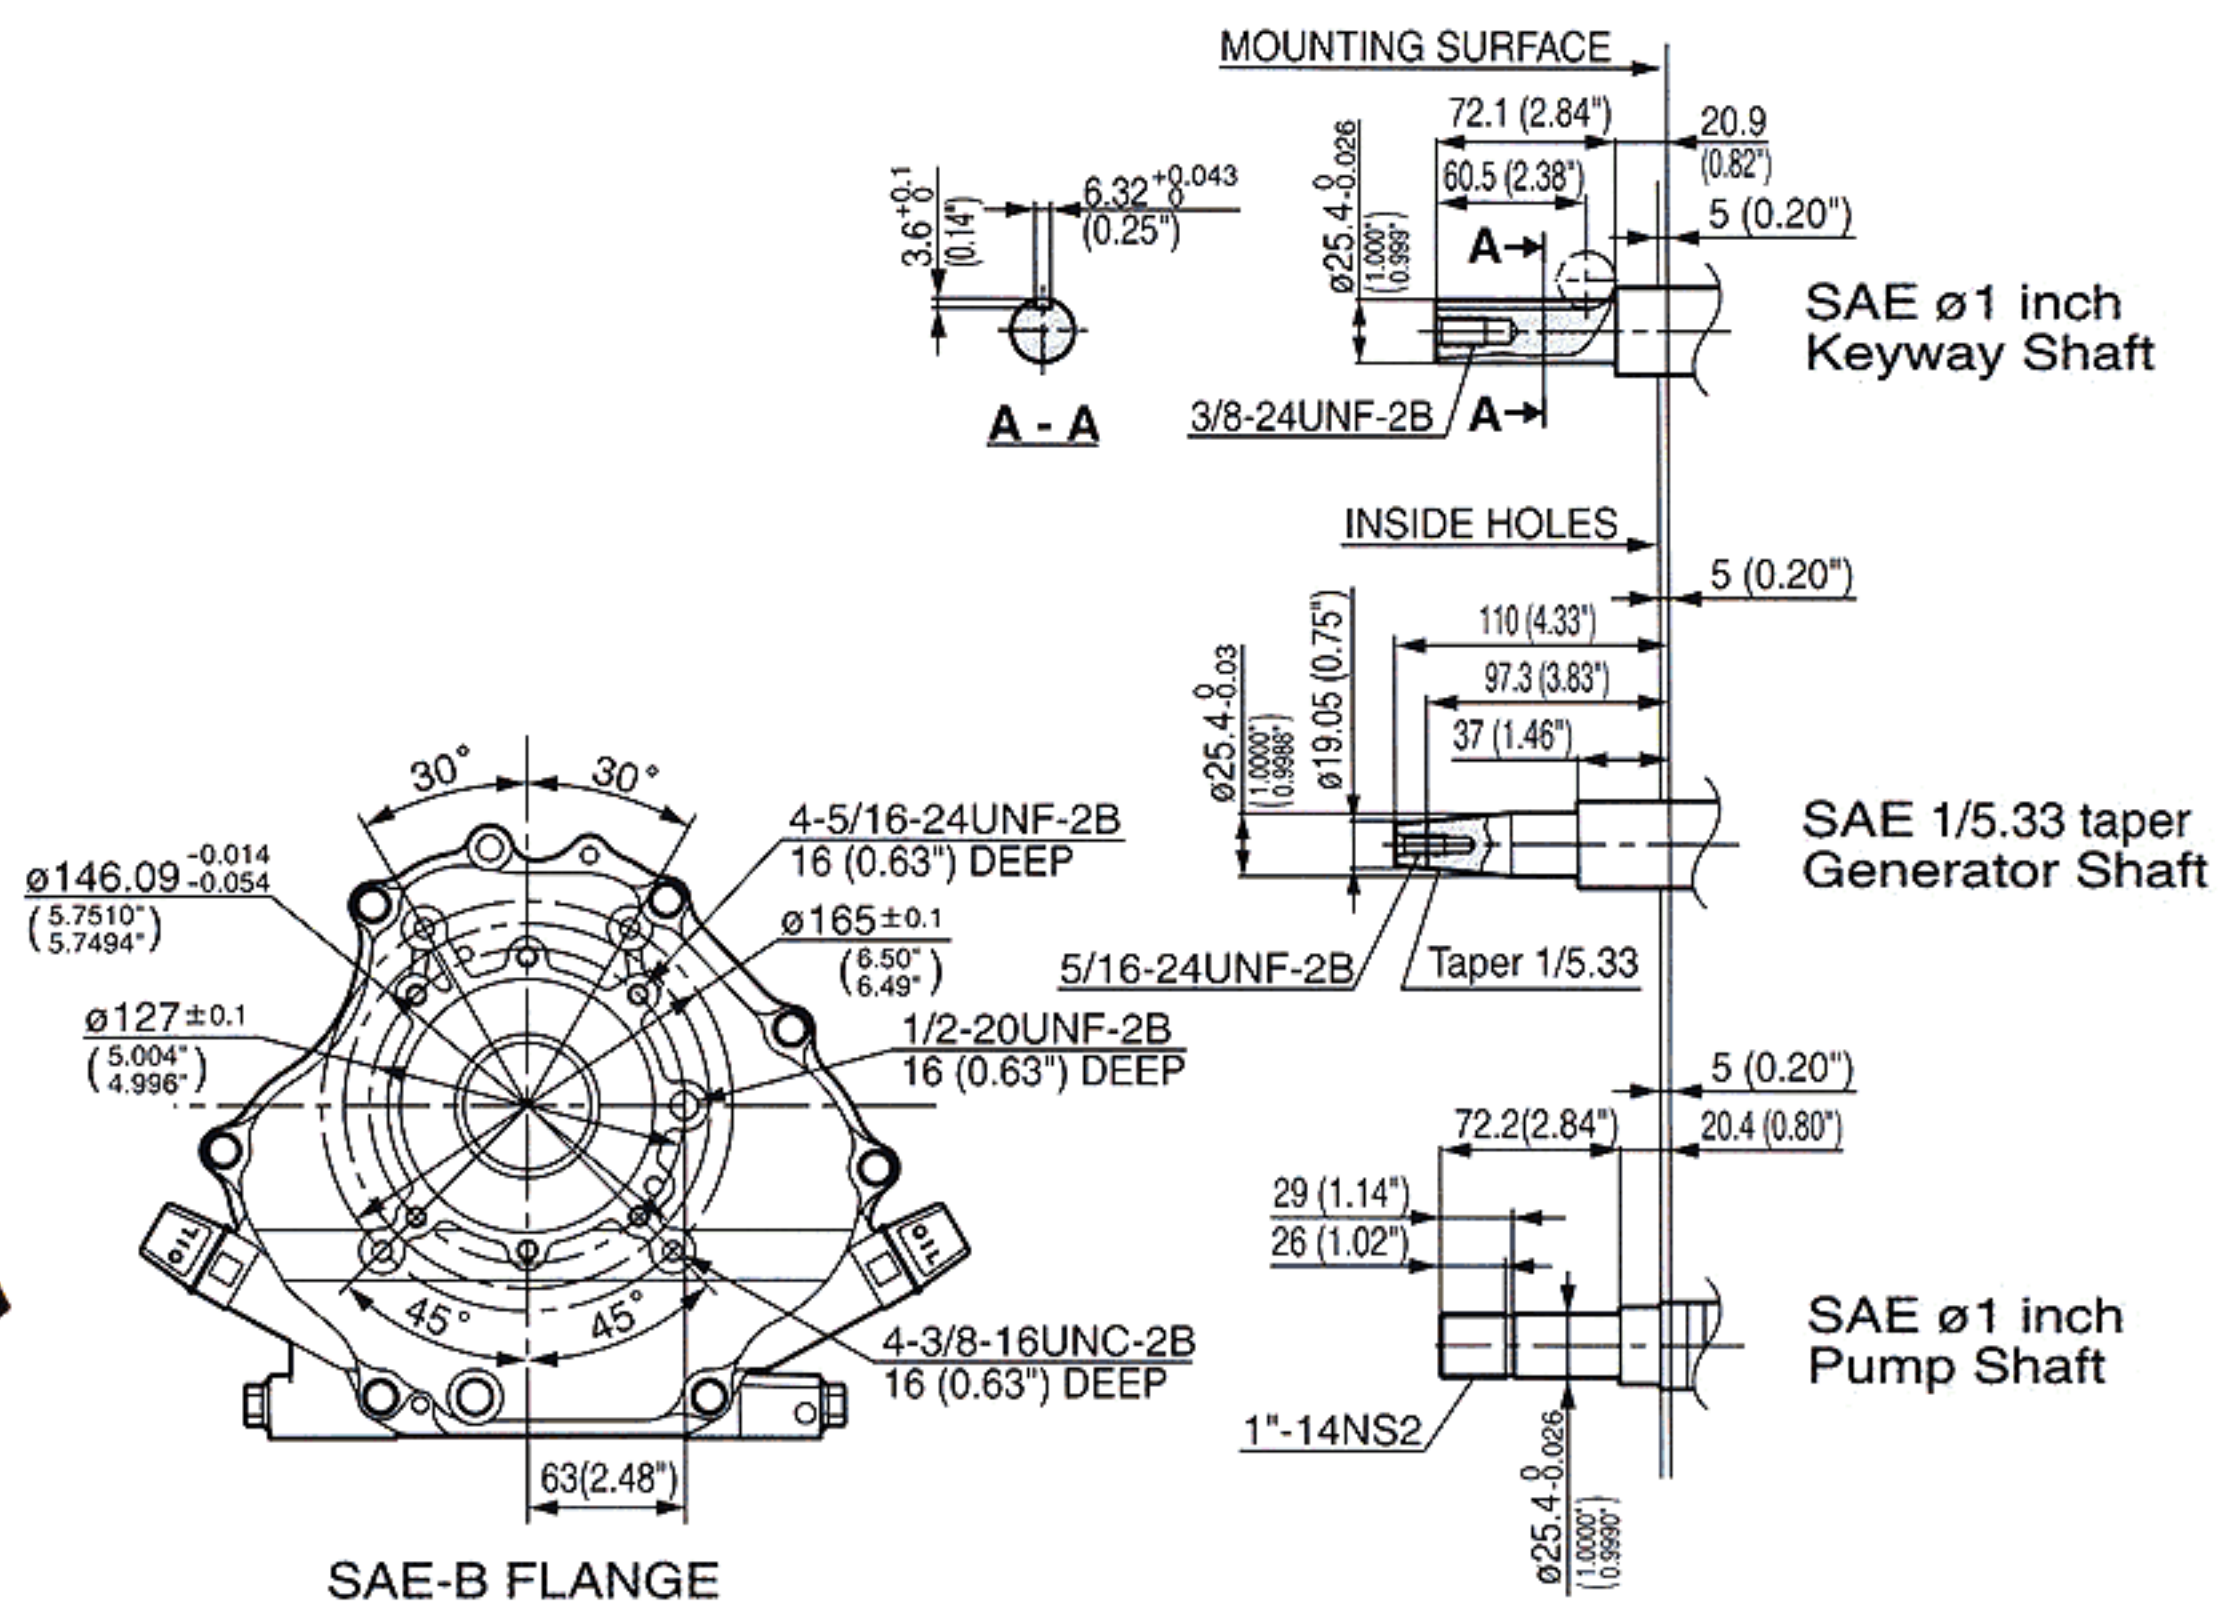 MOUNTING SURFACE
72.1 (2.84")
20.9
(0.82")
60.5 (2.38")
5 (0.20")
ø25.4 0 -0.026
(1.000" 0.999")
3.6 +0.1 0
(0.14")
6.32 +0.043 0
(0.25")
A
A
3/8-24UNF-2B
A - A
SAE ø1 inch
Keyway Shaft
INSIDE HOLES
5 (0.20")
110 (4.33")
97.3 (3.83")
37 (1.46")
ø25.4 0 -0.03
(1.0000" 0.9988")
ø19.05 (0.75")
5/16-24UNF-2B
Taper 1/5.33
SAE 1/5.33 taper
Generator Shaft
5 (0.20")
72.2(2.84")
20.4 (0.80")
29 (1.14")
26 (1.02")
1"-14NS2
ø25.4 0 -0.026
(1.0000" 0.9990")
SAE ø1 inch
Pump Shaft
30°
30°
4-5/16-24UNF-2B
16 (0.63") DEEP
ø146.09 -0.014 -0.054
(5.7510" 5.7494")
ø165±0.1
(6.50" 6.49")
ø127±0.1
(5.004" 4.996")
1/2-20UNF-2B
16 (0.63") DEEP
OIL
OIL
45°
45°
4-3/8-16UNC-2B
16 (0.63") DEEP
63(2.48")
SAE-B FLANGE